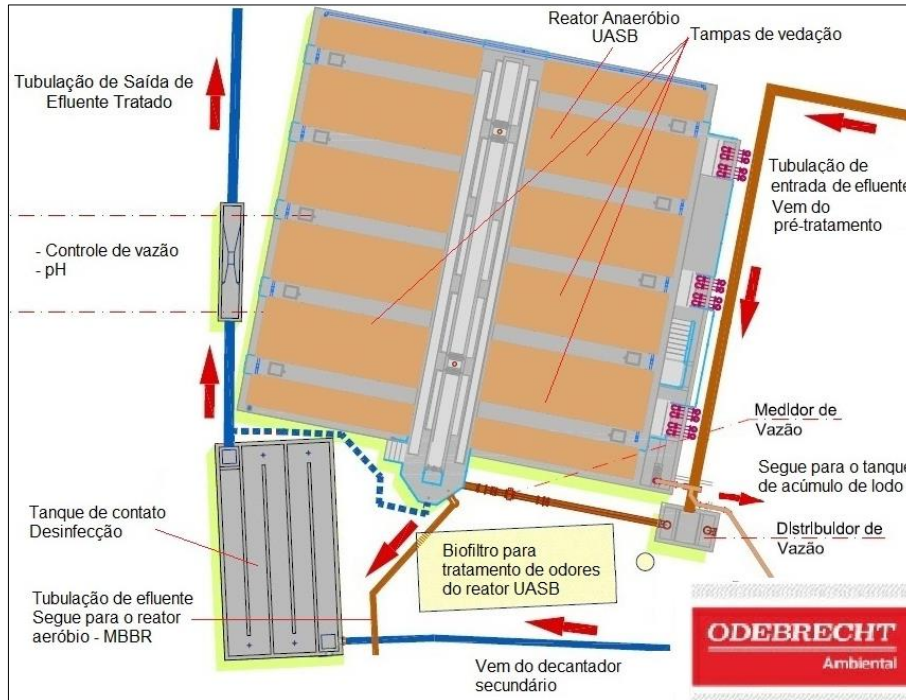 Reator Anaeróbio
UASB
Tampas de vedação
Tubulação de Saída de
Efluente Tratado
Tubulação de
entrada de efluente
Vem do
pré-tratamento
- Controle de vazão
- pH
Medidor de
Vazão
Segue para o tanque
de acúmulo de lodo
Distribuidor de
Vazão
Tanque de contato
Desinfecção
Biofiltro para
tratamento de odores
do reator UASB
Tubulação de efluente
Segue para o reator
aeróbio - MBBR
Vem do decantador
secundário
ODEBRECHT
Ambiental